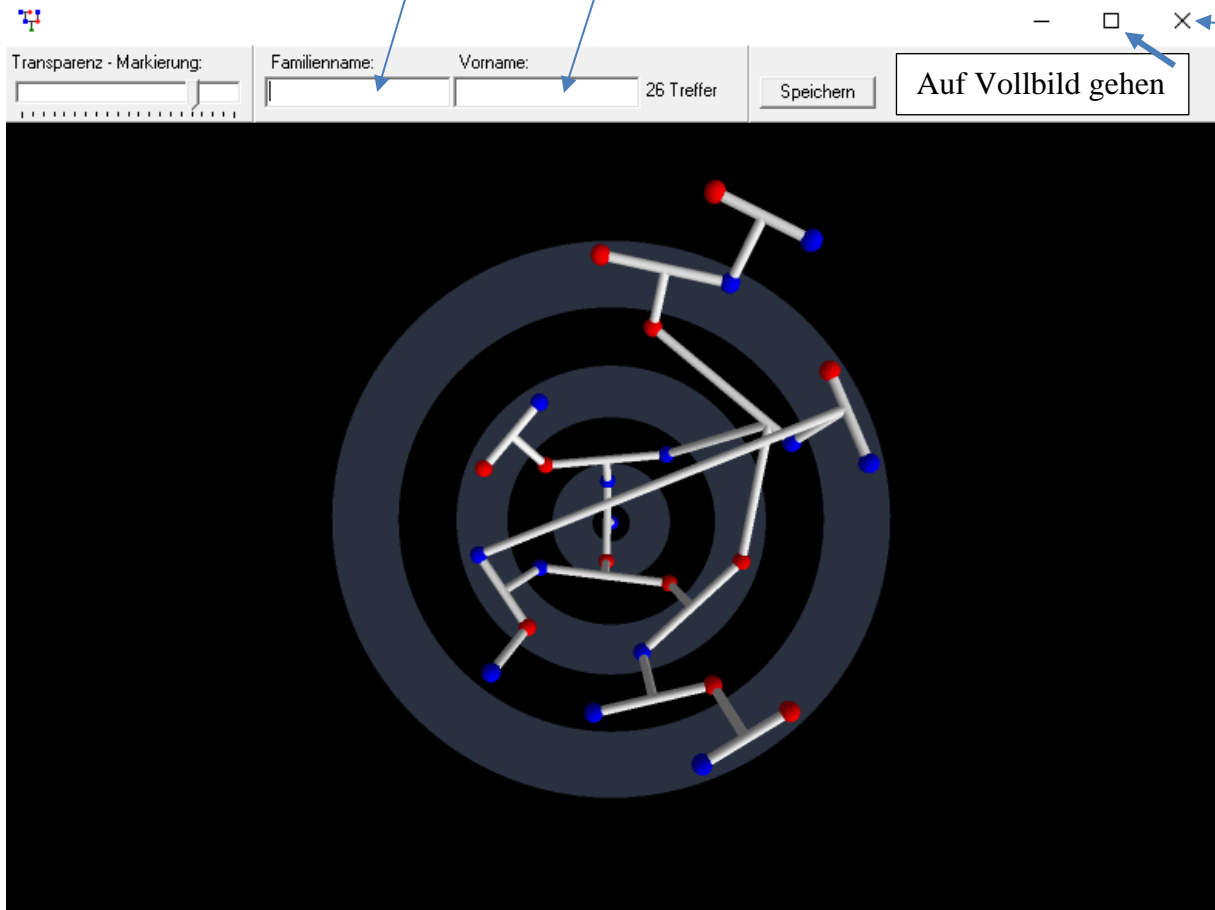 Transparenz - Markierung:
Familienname:
Vorname:
26 Treffer
Speichern
Auf Vollbild gehen